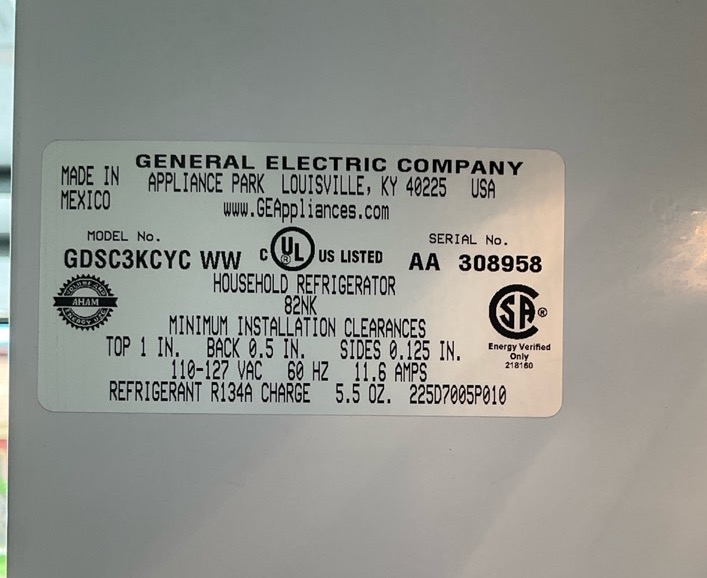 GENERAL ELECTRIC COMPANY
MADE IN MEXICO
APPLIANCE PARK LOUISVILLE, KY 40225 USA
www.GEAppliances.com
MODEL No.
GDSC3KCYC WW
C UL ® US LISTED
SERIAL No.
AA 308958
HOUSEHOLD REFRIGERATOR
82NK
AHAM
MINIMUM INSTALLATION CLEARANCES
TOP 1 IN. BACK 0.5 IN. SIDES 0.125 IN.
110-127 VAC 60 HZ 11.6 AMPS
REFRIGERANT R134A CHARGE 5.5 OZ. 225D7005P010
SA ®
Energy Verified
Only
218160